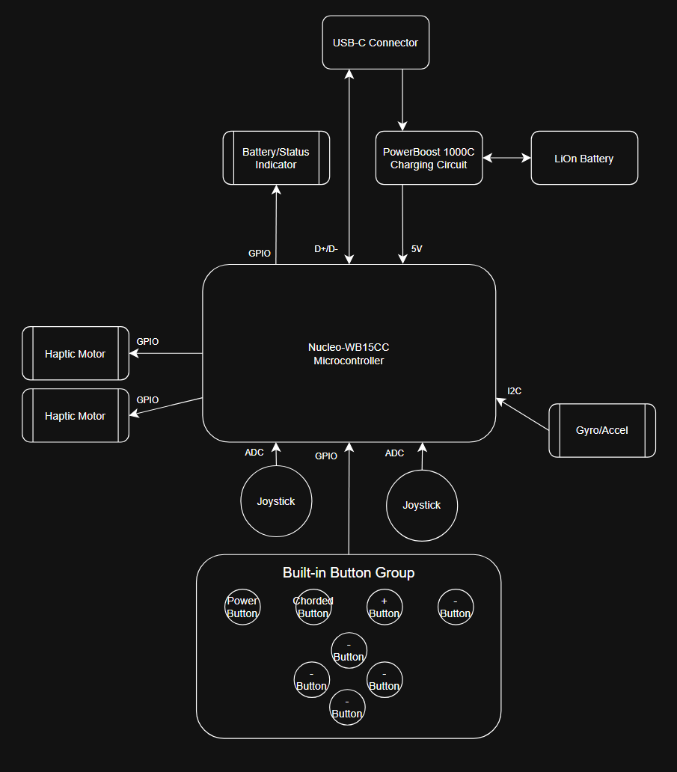 USB-C Connector
Battery/Status
Indicator
PowerBoost 1000C
Charging Circuit
LiOn Battery
GPIO
D+/D-
5V
Nucleo-WB15CC
Microcontroller
GPIO
Haptic Motor
GPIO
Haptic Motor
I2C
Gyro/Accel
ADC
GPIO
ADC
Joystick
Joystick
Built-in Button Group
Power
Button
Chorded
Button
+
Button
-
Button
-
Button
-
Button
-
Button
-
Button